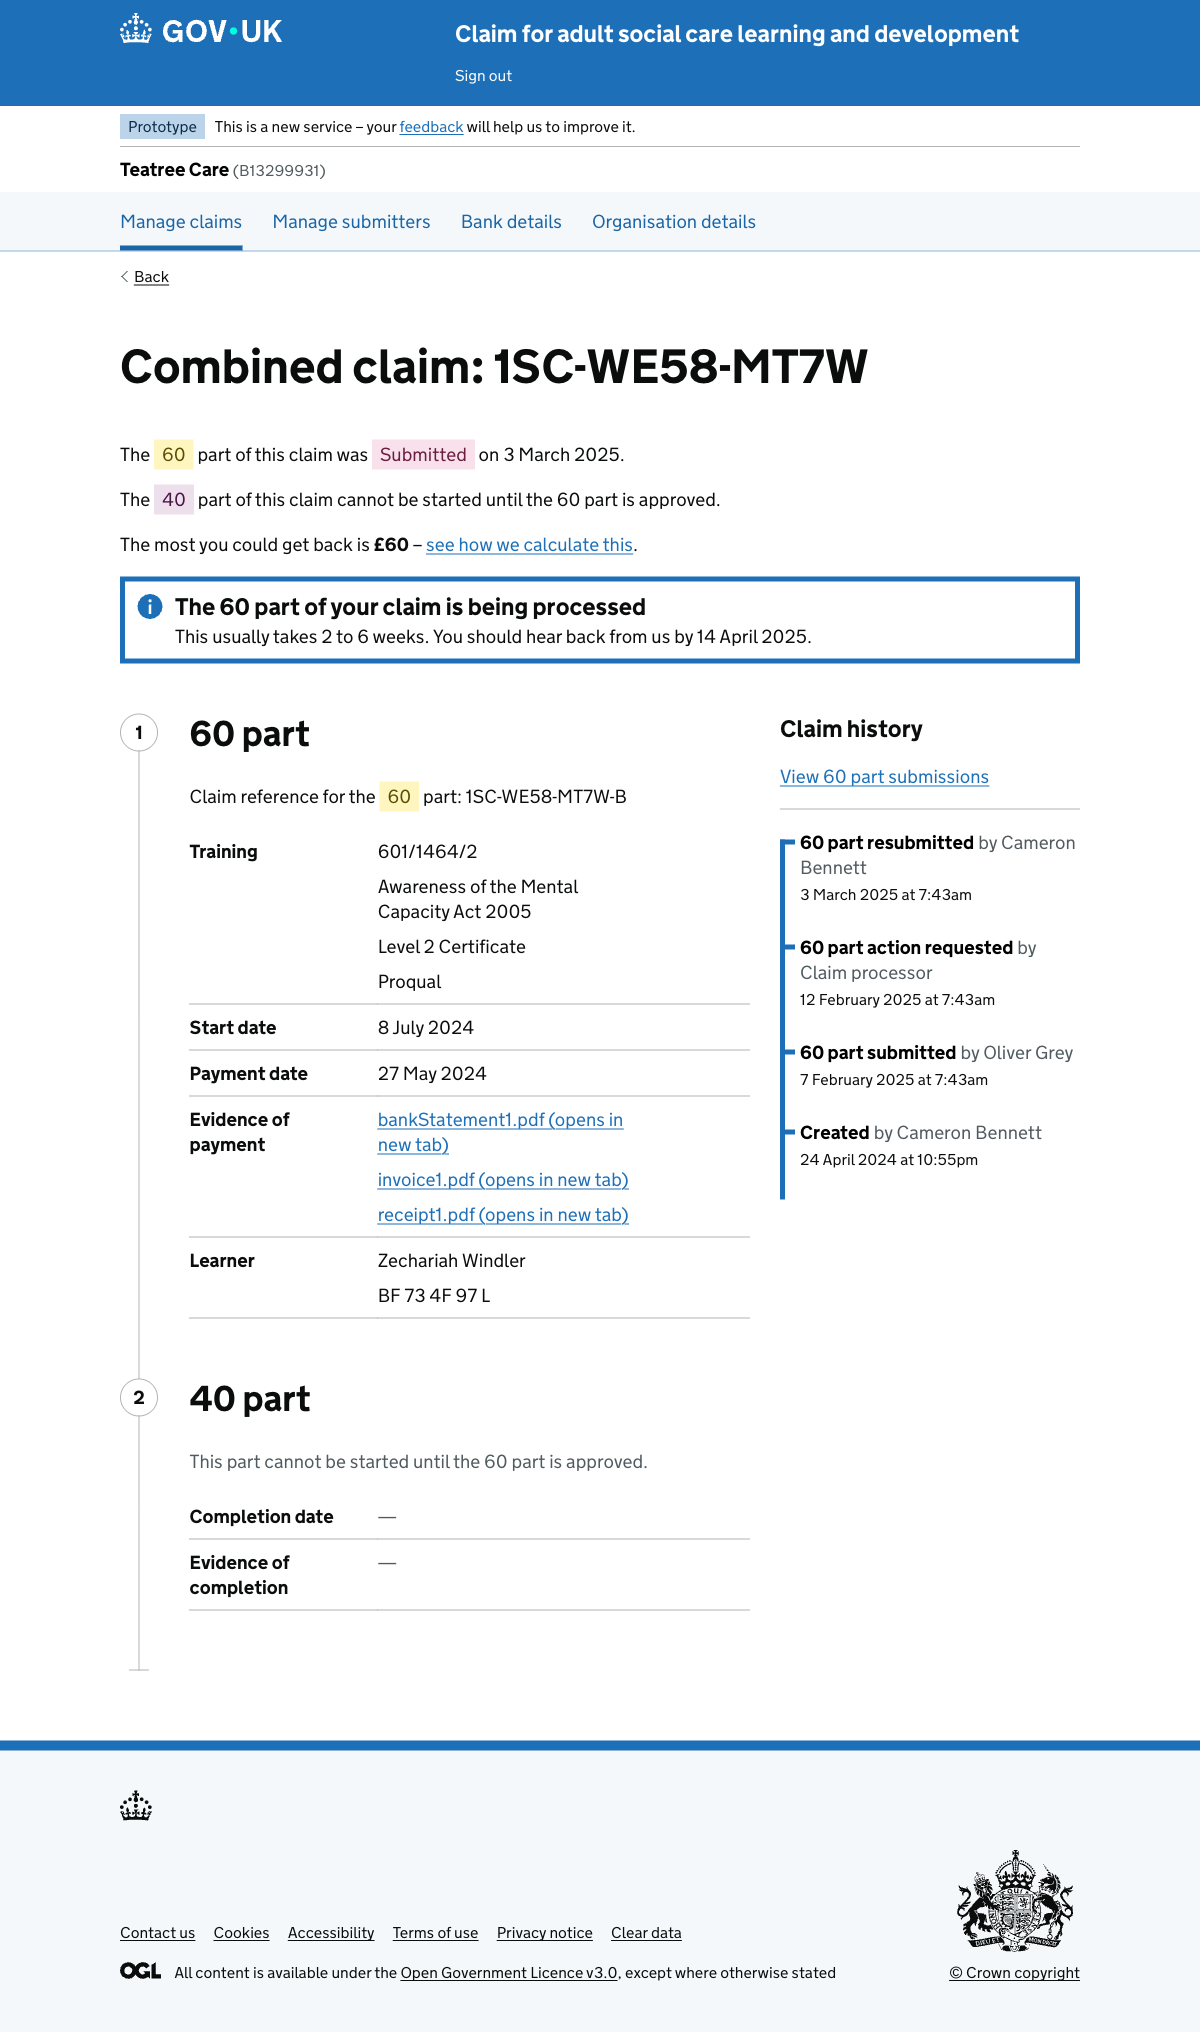 GOV·UK
Claim for adult social care learning and development
Sign out
Prototype This is a new service – your feedback will help us to improve it.
Teatree Care (B13299931)
Manage claims Manage submitters Bank details Organisation details
Back
Combined claim: 1SC-WE58-MT7W
The 60 part of this claim was Submitted on 3 March 2025.
The 40 part of this claim cannot be started until the 60 part is approved.
The most you could get back is £60 – see how we calculate this.
i The 60 part of your claim is being processed
This usually takes 2 to 6 weeks. You should hear back from us by 14 April 2025.
1 60 part
Claim reference for the 60 part: 1SC-WE58-MT7W-B
Training 601/1464/2
Awareness of the Mental
Capacity Act 2005
Level 2 Certificate
Proqual
Start date 8 July 2024
Payment date 27 May 2024
Evidence of
payment
bankStatement1.pdf (opens in
new tab)
invoice1.pdf (opens in new tab)
receipt1.pdf (opens in new tab)
Learner Zechariah Windler
BF 73 4F 97 L
2 40 part
This part cannot be started until the 60 part is approved.
Completion date —
Evidence of
completion
—
Claim history
View 60 part submissions
60 part resubmitted by Cameron
Bennett
3 March 2025 at 7:43am
60 part action requested by
Claim processor
12 February 2025 at 7:43am
60 part submitted by Oliver Grey
7 February 2025 at 7:43am
Created by Cameron Bennett
24 April 2024 at 10:55pm
Contact us Cookies Accessibility Terms of use Privacy notice Clear data
OGL All content is available under the Open Government Licence v3.0, except where otherwise stated
© Crown copyright